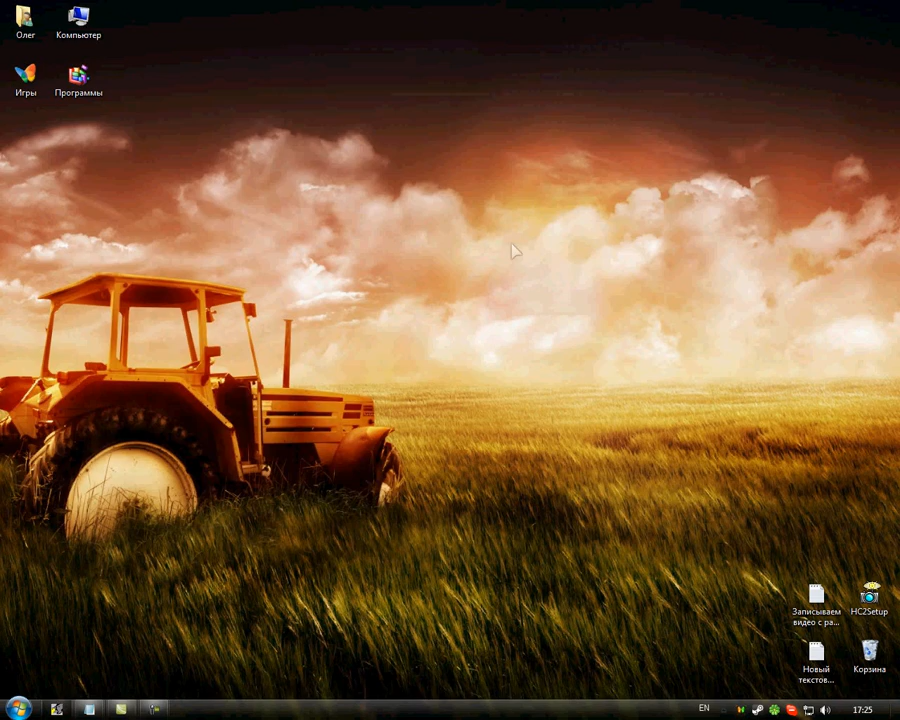 Олег
Компьютер
Игры
Программы
Записываем
видео с ра...
HC2Setup
Новый
текстов...
Корзина
EN
17:25